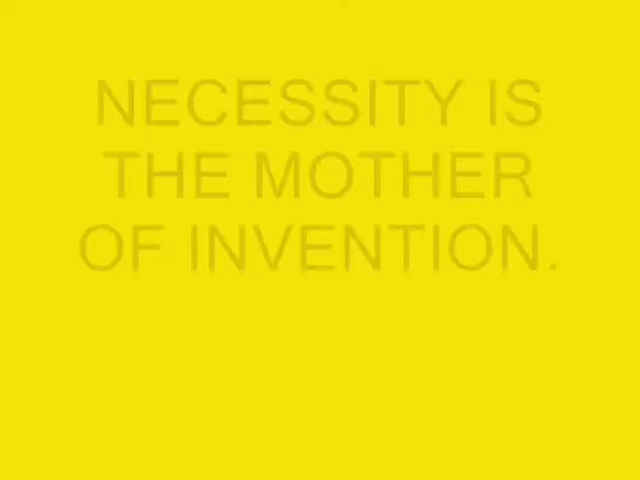 NECESSITY IS
THE MOTHER
OF INVENTION.